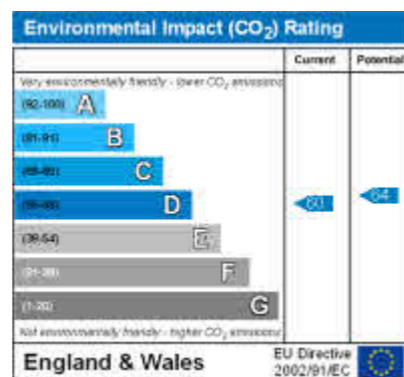 Environmental Impact (CO₂) Rating
Current Potential
Very environmentally friendly - lower CO₂ emissions
(92-100) A
(81-91) B
(69-80) C
(55-68) D
60
64
(39-54) E
(21-38) F
(1-20) G
Not environmentally friendly - higher CO₂ emissions
England & Wales
EU Directive
2002/91/EC